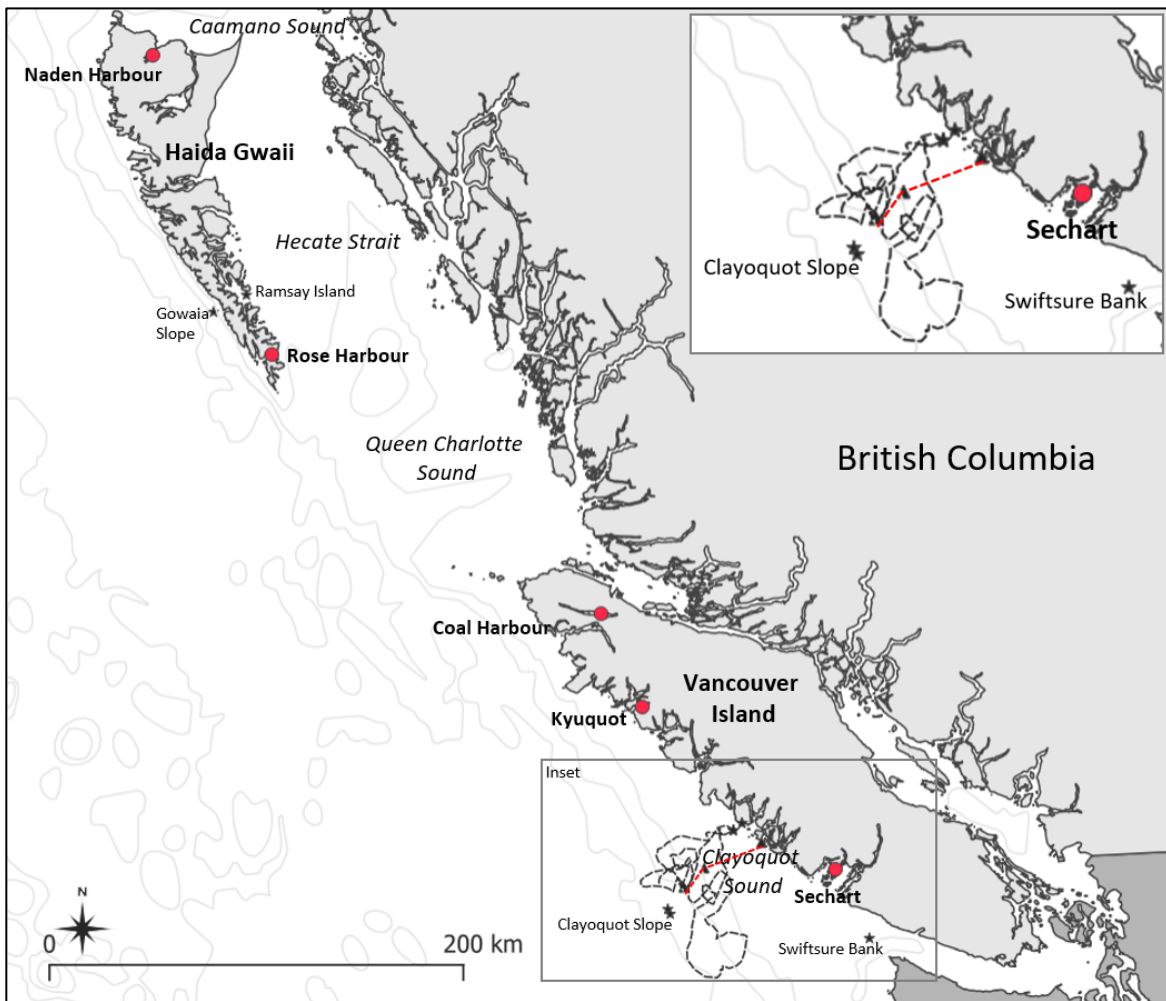 Caamano Sound
Naden Harbour
Haida Gwaii
Hecate Strait
Ramsay Island
Gowaia
Slope
Rose Harbour
Queen Charlotte
Sound
British Columbia
Clayoquot Slope
Sechart
Swiftsure Bank
Coal Harbour
Vancouver
Island
Kyuquot
Inset
Clayoquot
Sound
Sechart
Clayoquot Slope
Swiftsure Bank
N
0
200 km